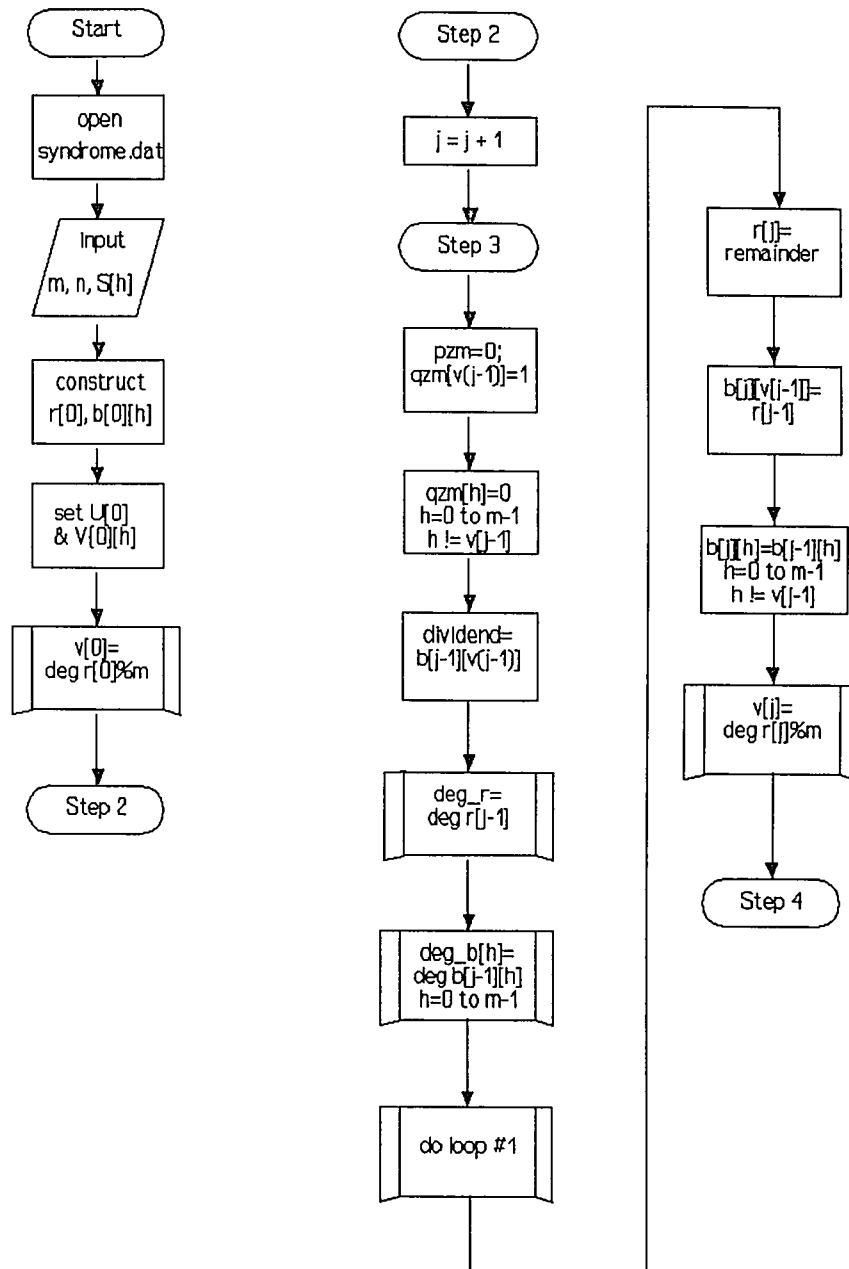 Start
open
syndrome.dat
Input
m, n, S[h]
construct
r[0], b[0][h]
set U[0]
& V[0][h]
v[0]=
deg r[0]%m
Step 2
Step 2
j = j + 1
Step 3
pzm=0;
qzm[v(j-1)]=1
qzm[h]=0
h=0 to m-1
h != v[j-1]
dividend=
b[j-1][v(j-1)]
deg_r=
deg r[j-1]
deg_b[h]=
deg b[j-1][h]
h=0 to m-1
do loop #1
r[j]=
remainder
b[j][v[j-1]]=
r[j-1]
b[j][h]=b[j-1][h]
h=0 to m-1
h != v[j-1]
v[j]=
deg r[j]%m
Step 4